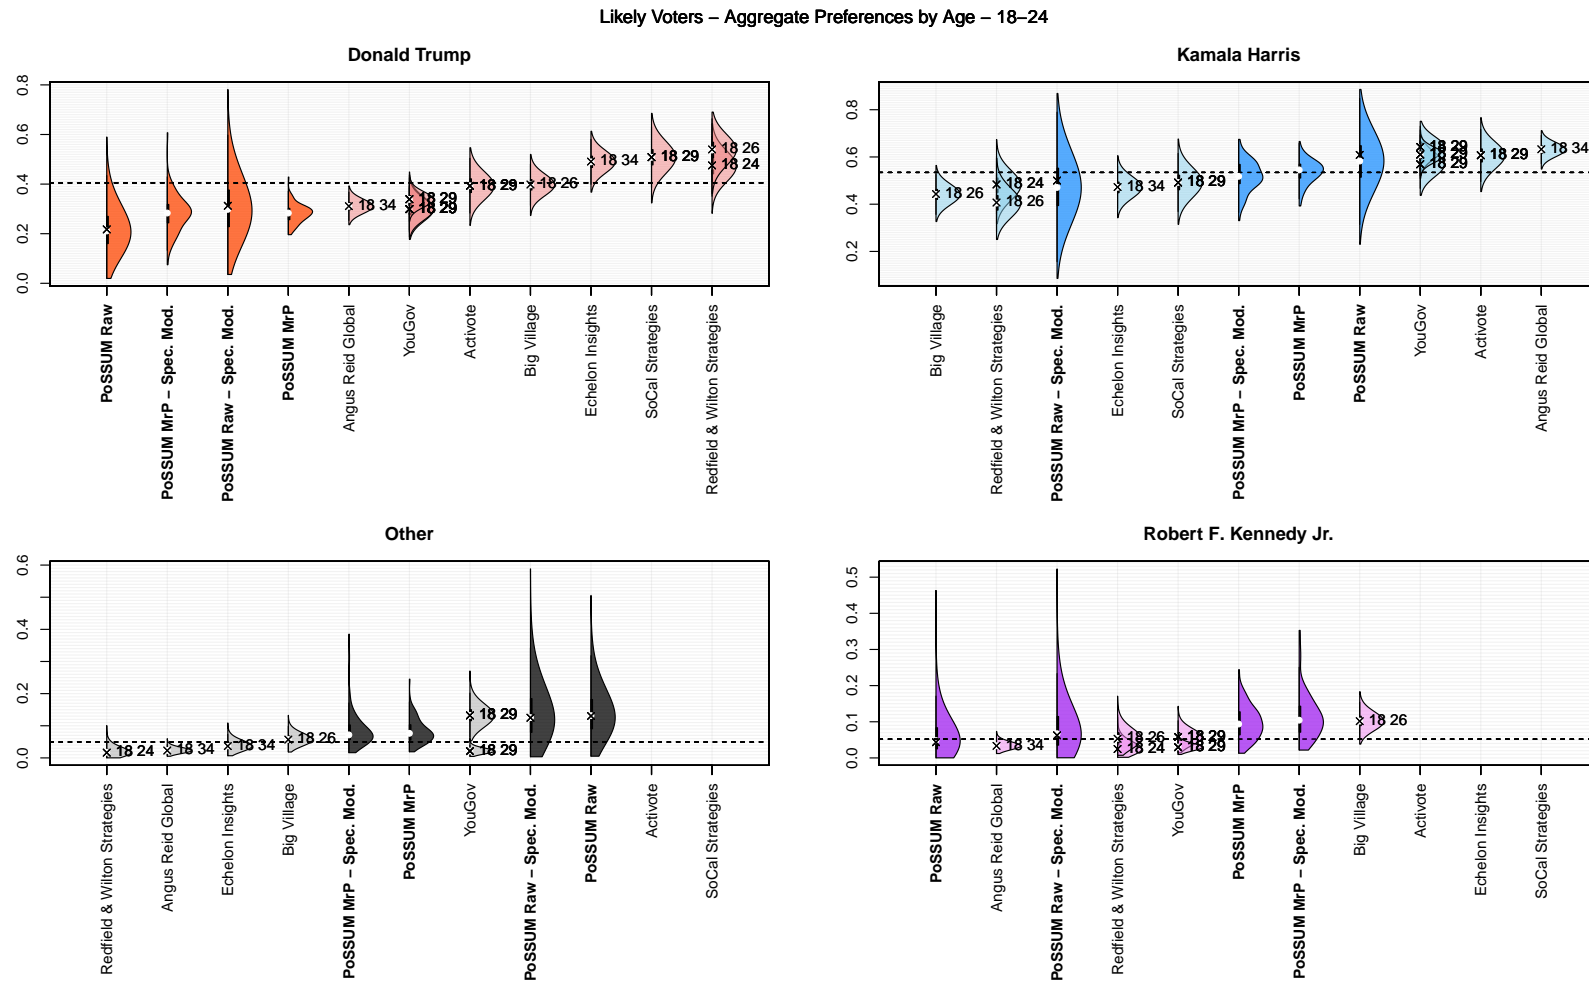 Likely Voters – Aggregate Preferences by Age – 18–24
Donald Trump
0.0 0.2 0.4 0.6 0.8
18 34
18 29
18 29
18 29
18 26
18 34
18 29
18 26
18 24
PoSSUM Raw
PoSSUM MrP – Spec. Mod.
PoSSUM Raw – Spec. Mod.
PoSSUM MrP
Angus Reid Global
YouGov
Activote
Big Village
Echelon Insights
SoCal Strategies
Redfield & Wilton Strategies
Kamala Harris
0.2 0.4 0.6 0.8
18 26
18 24
18 26
18 34
18 29
18 29
18 29
18 29
18 34
Big Village
Redfield & Wilton Strategies
PoSSUM Raw – Spec. Mod.
Echelon Insights
SoCal Strategies
PoSSUM MrP – Spec. Mod.
PoSSUM MrP
PoSSUM Raw
YouGov
Activote
Angus Reid Global
Other
0.0 0.2 0.4 0.6
18 24
18 34
18 34
18 26
18 29
18 29
Redfield & Wilton Strategies
Angus Reid Global
Echelon Insights
Big Village
PoSSUM MrP – Spec. Mod.
PoSSUM MrP
YouGov
PoSSUM Raw – Spec. Mod.
PoSSUM Raw
Activote
SoCal Strategies
Robert F. Kennedy Jr.
0.0 0.1 0.2 0.3 0.4 0.5
18 34
18 26
18 24
18 29
18 29
18 26
PoSSUM Raw
Angus Reid Global
PoSSUM Raw – Spec. Mod.
Redfield & Wilton Strategies
YouGov
PoSSUM MrP
PoSSUM MrP – Spec. Mod.
Big Village
Activote
Echelon Insights
SoCal Strategies